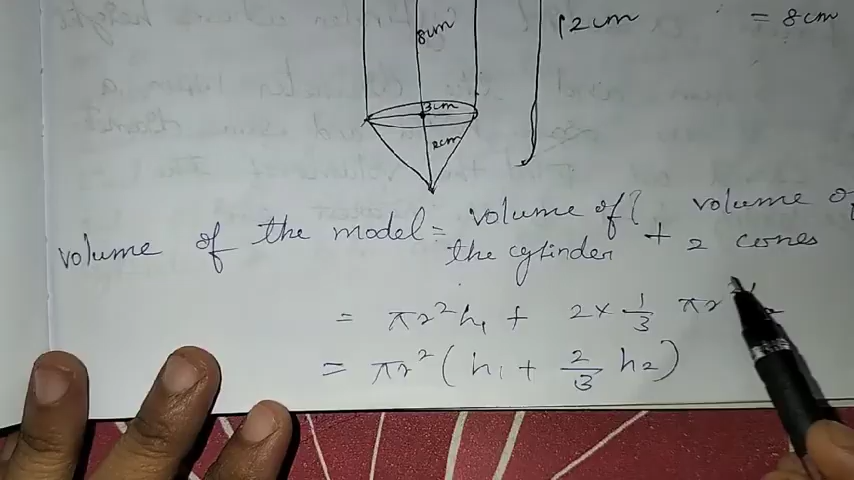 8cm
12cm
= 8cm
3cm
2cm
volume of the model = volume of the cylinder + volume of 2 cones
= πr²h₁ + 2 × 1/3 πr
= πr² (h₁ + 2/3 h₂)